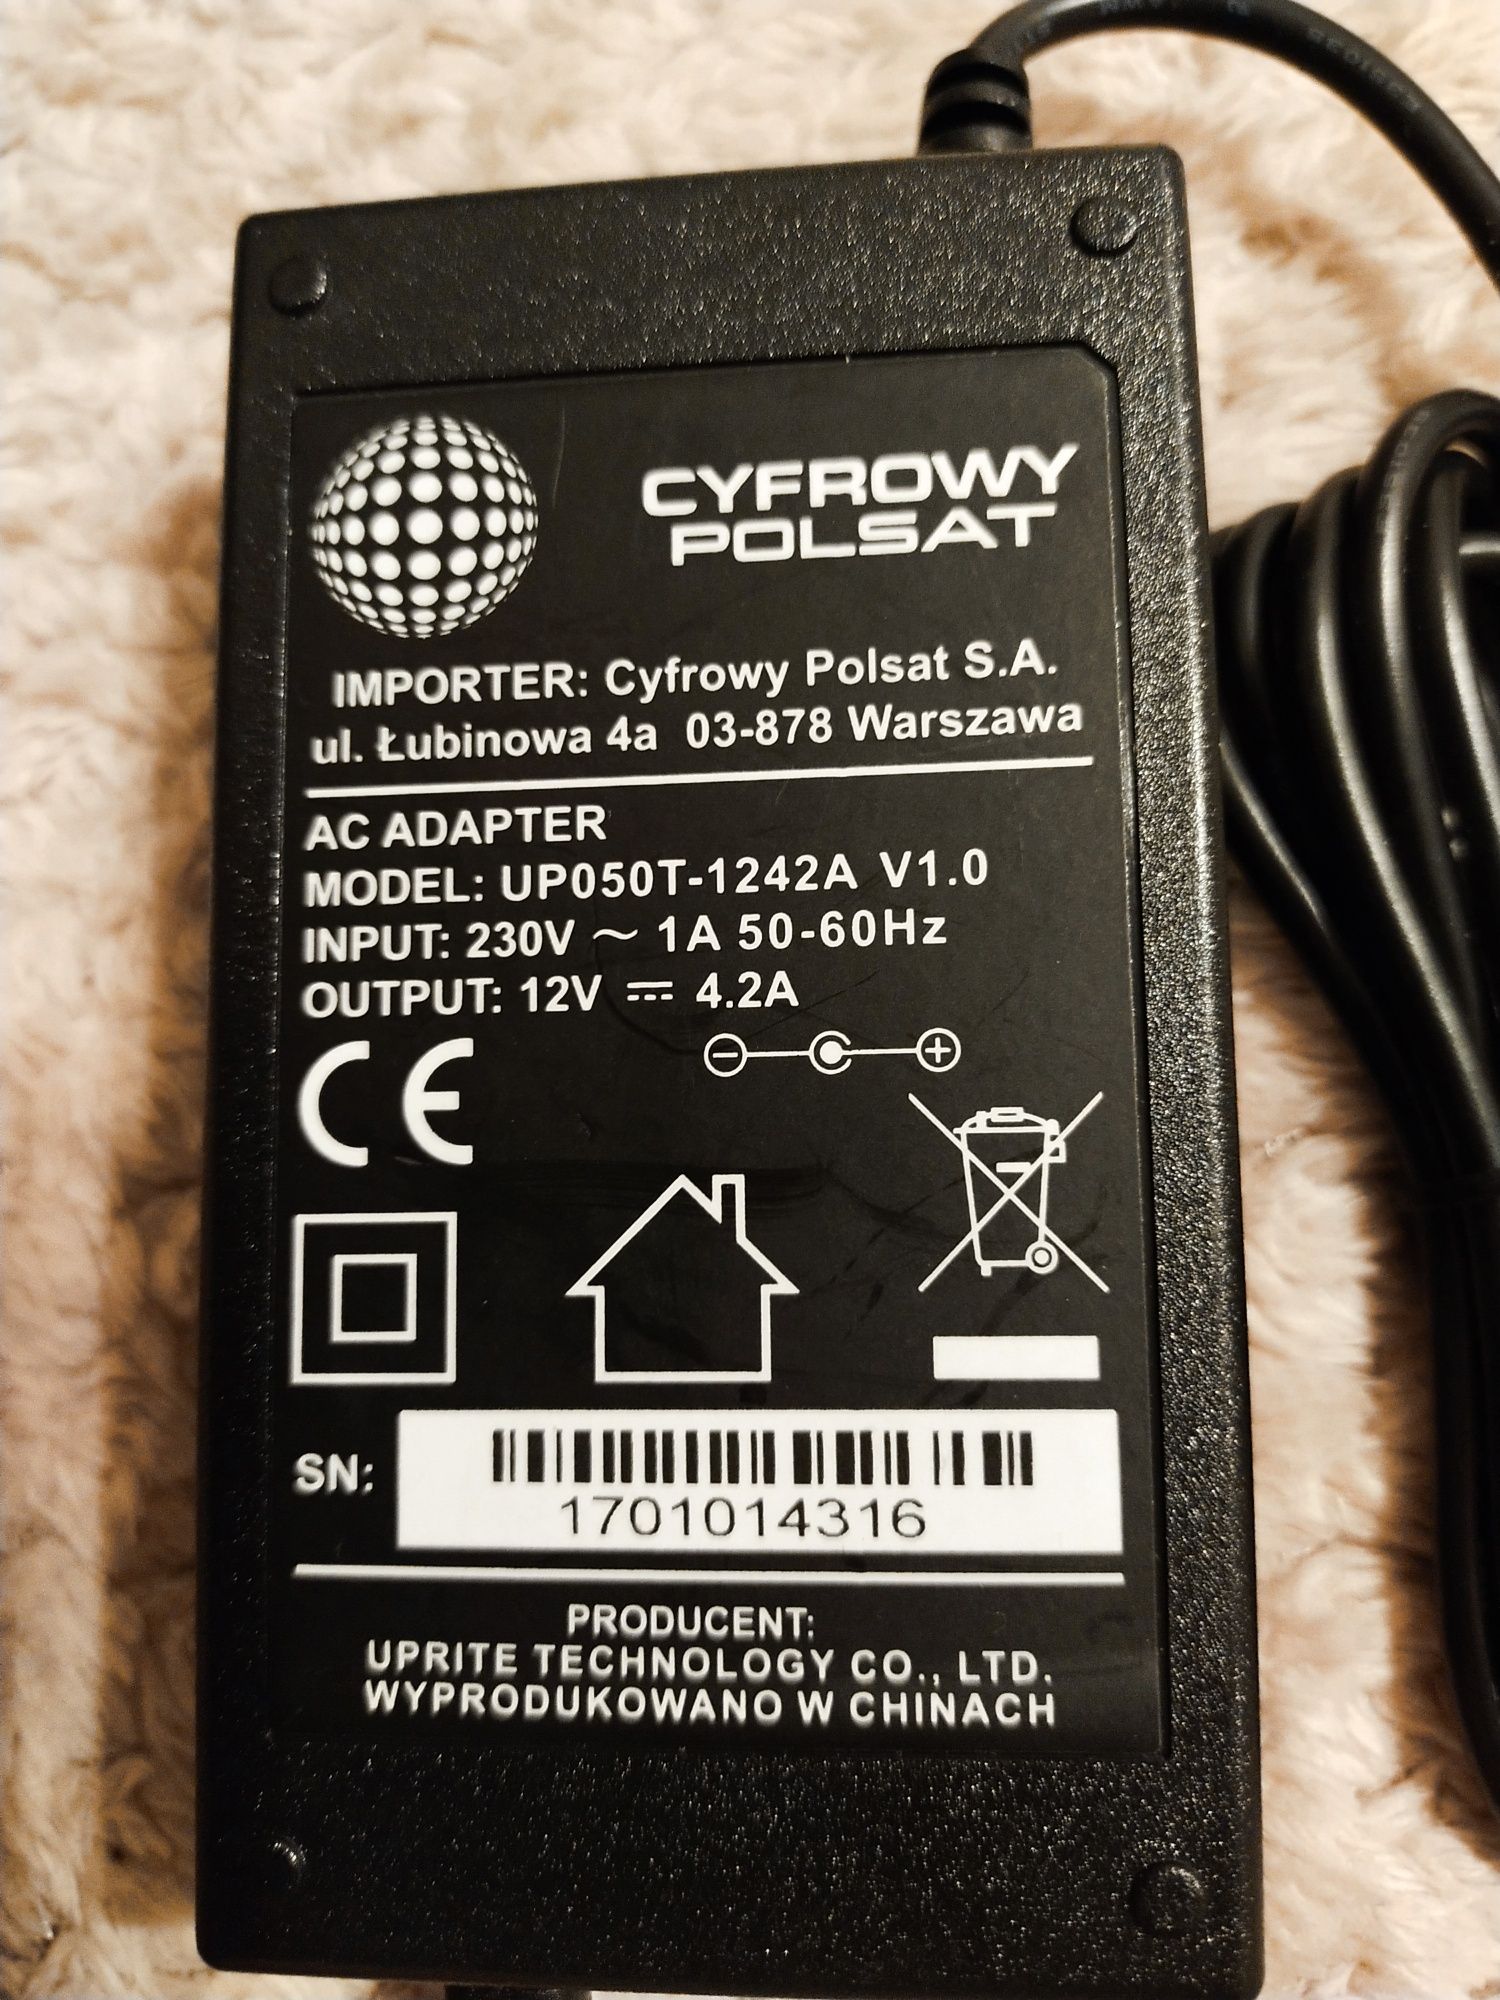 CYFROWY
POLSAT
IMPORTER: Cyfrowy Polsat S.A.
ul. Łubinowa 4a 03-878 Warszawa
AC ADAPTER
MODEL: UP050T-1242A V1.0
INPUT: 230V ~ 1A 50-60Hz
OUTPUT: 12V ⎓ 4.2A
CE
SN:
1701014316
PRODUCENT:
UPRITE TECHNOLOGY CO., LTD.
WYPRODUKOWANO W CHINACH